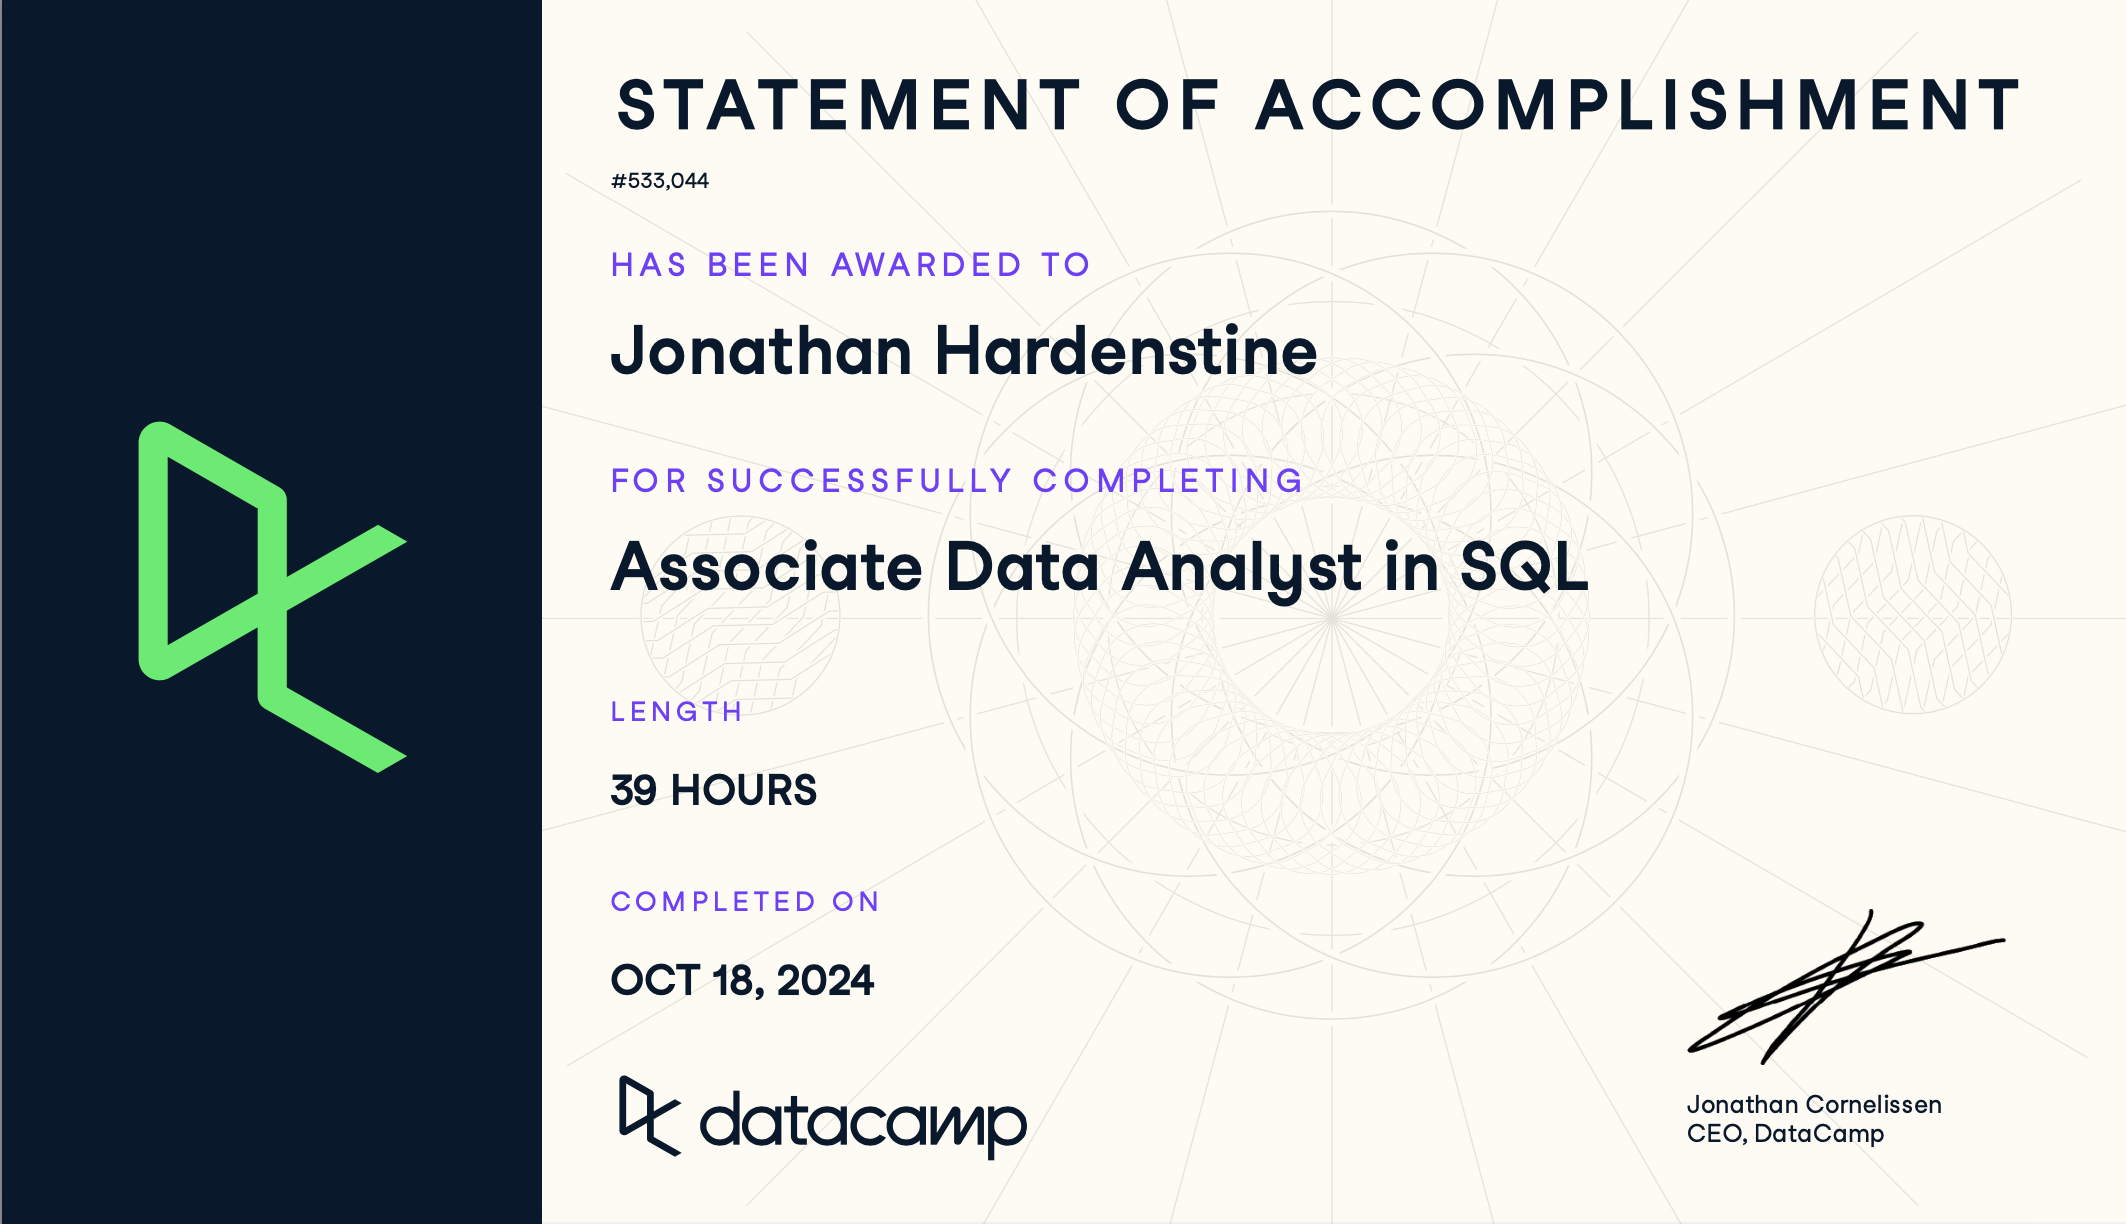 STATEMENT OF ACCOMPLISHMENT
#533,044
HAS BEEN AWARDED TO
Jonathan Hardenstine
FOR SUCCESSFULLY COMPLETING
Associate Data Analyst in SQL
LENGTH
39 HOURS
COMPLETED ON
OCT 18, 2024
datacamp
Jonathan Cornelissen
CEO, DataCamp